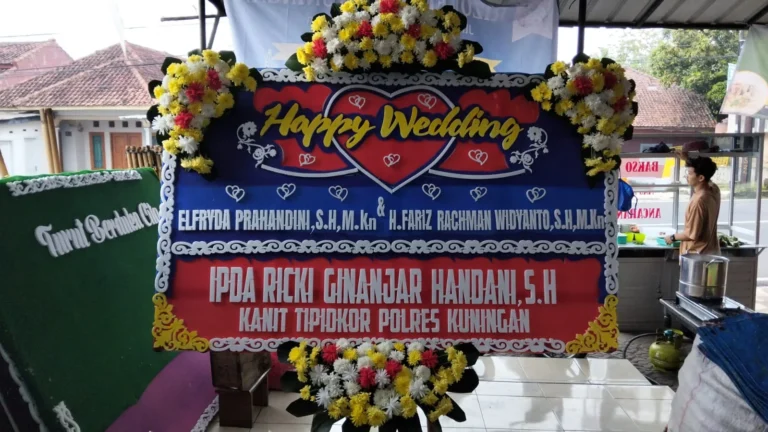 Happy Wedding
ELFRYDA PRAHANDINI,S.H,M.Kn & H.FARIZ RACHMAN WIDYANTO,S.H,M.Kn
IPDA RICKI GINANJAR HANDANI,S.H
KANIT TIPIDKOR POLRES KUNINGAN
Turut Berduka
BAKSO